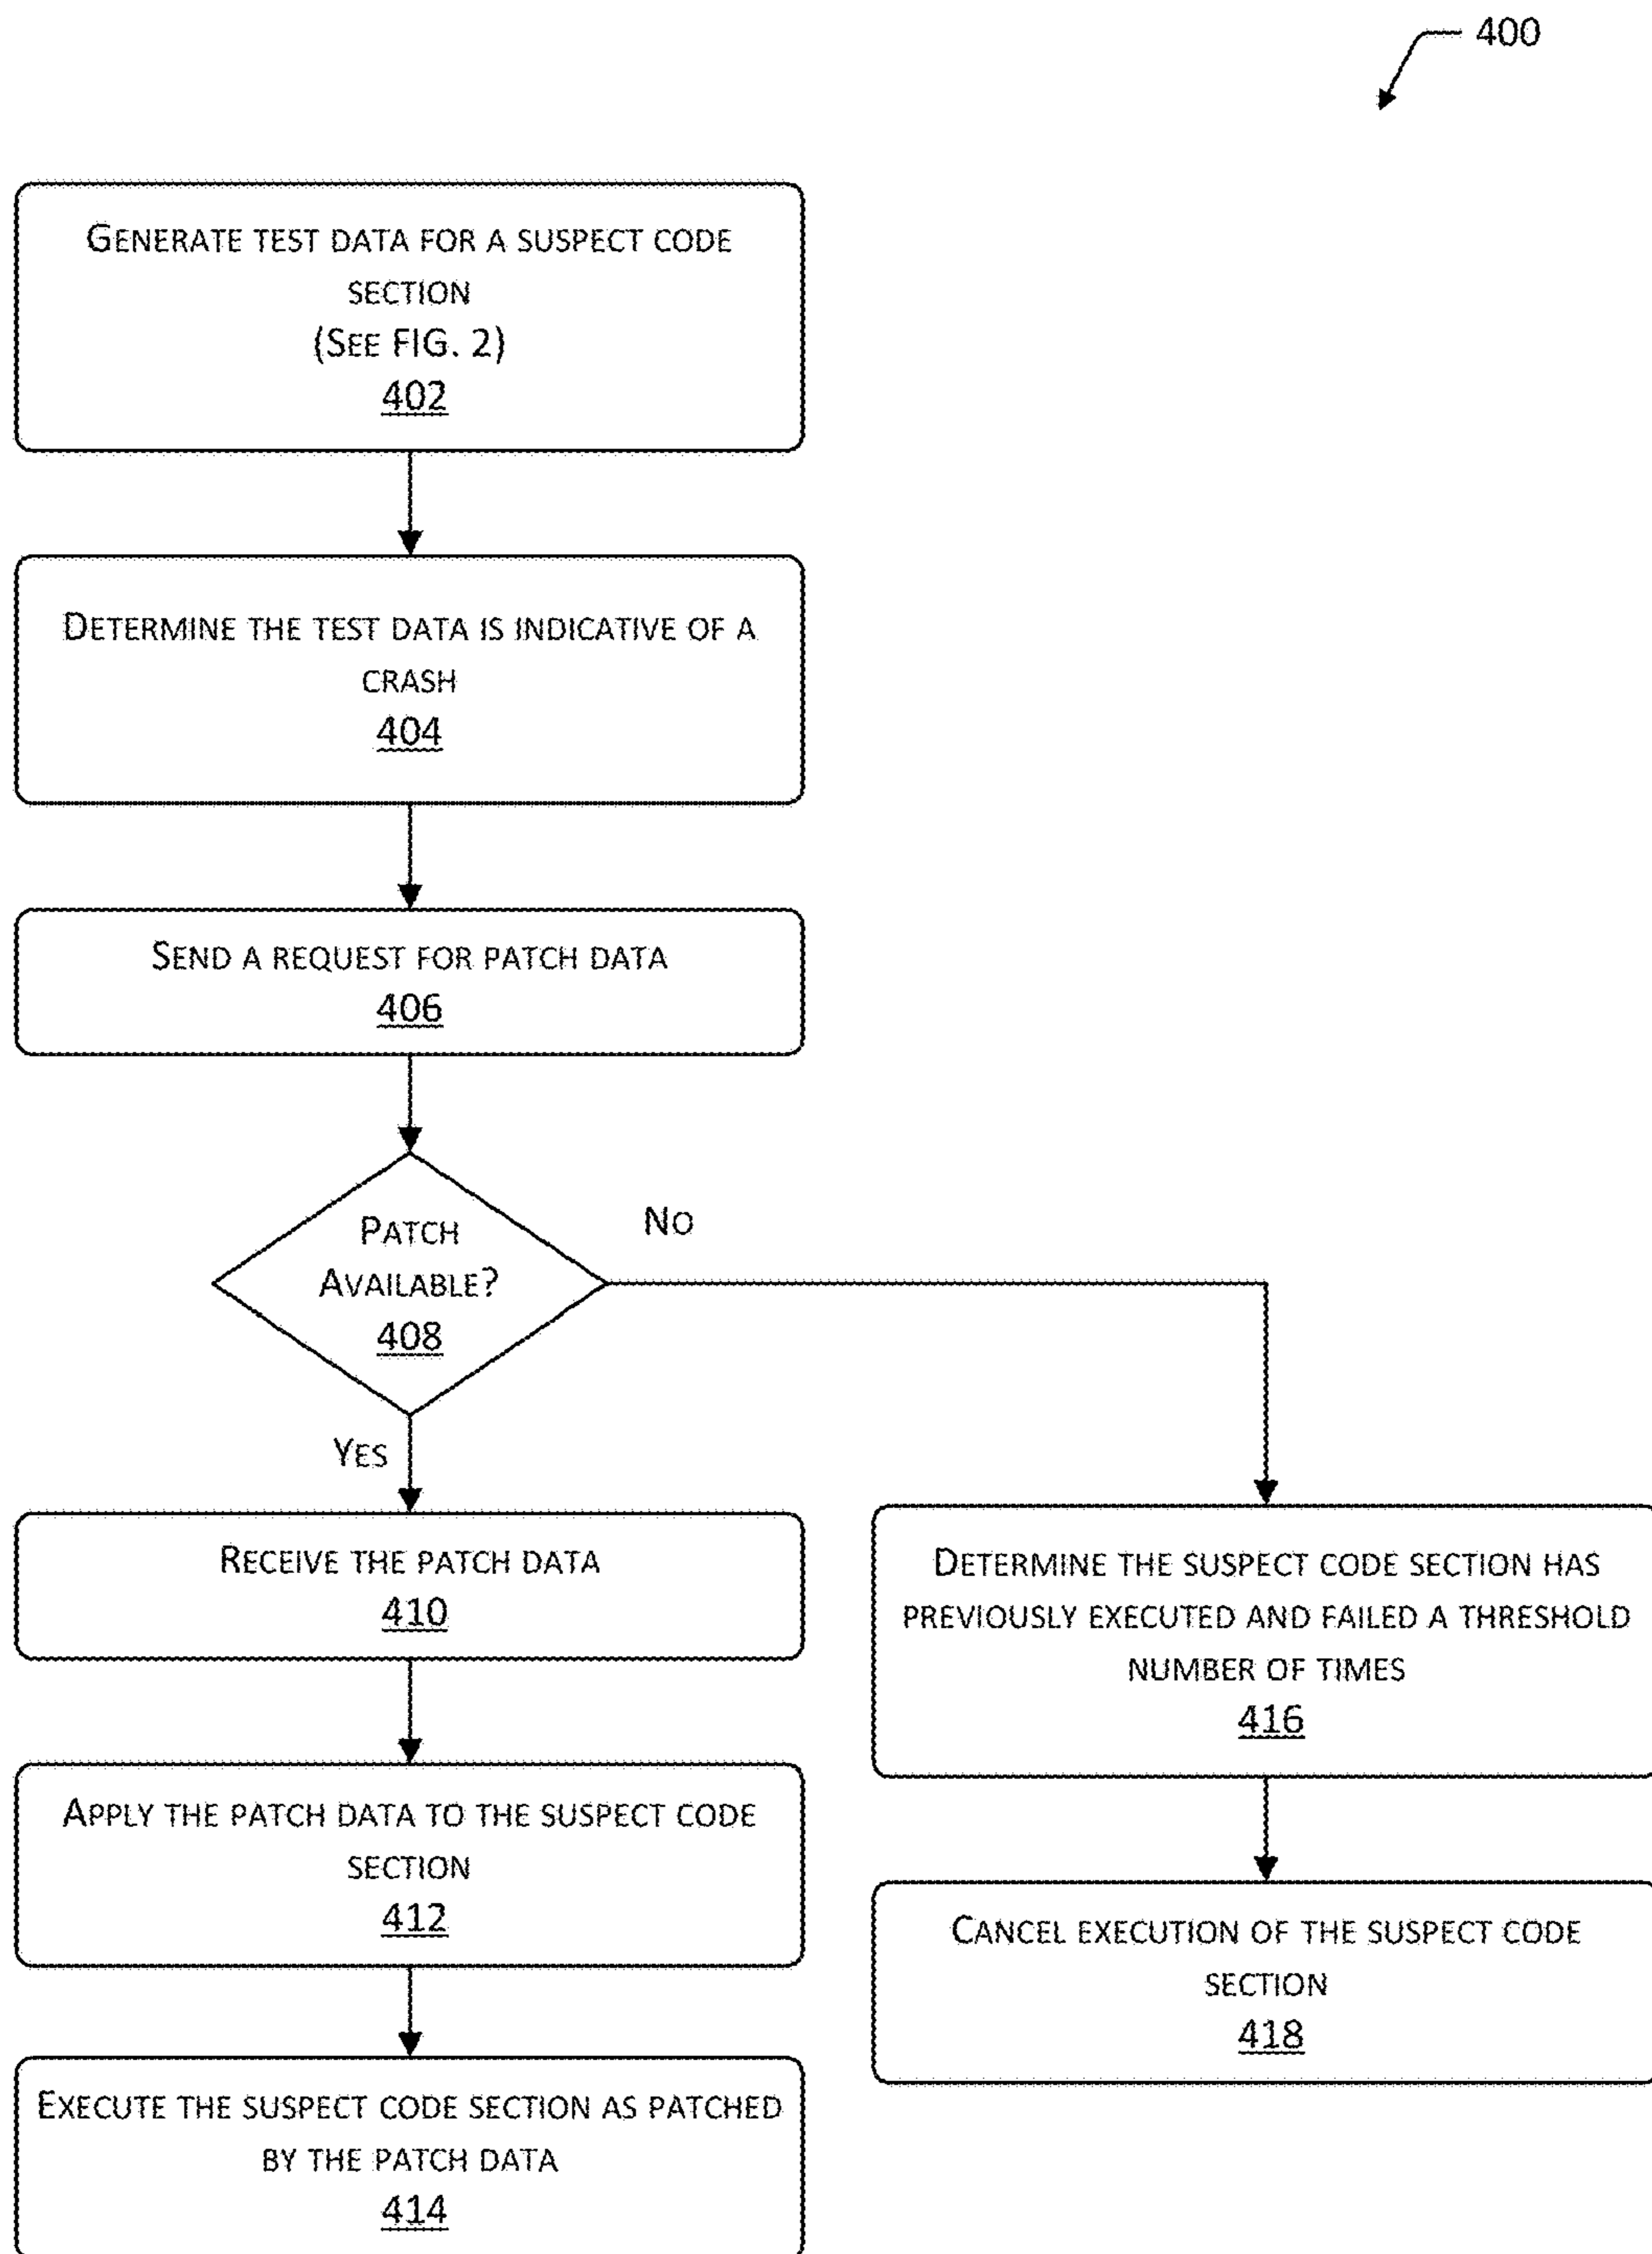 400
GENERATE TEST DATA FOR A SUSPECT CODE
SECTION
(SEE FIG. 2)
402
DETERMINE THE TEST DATA IS INDICATIVE OF A
CRASH
404
SEND A REQUEST FOR PATCH DATA
406
PATCH
AVAILABLE?
408
NO
YES
RECEIVE THE PATCH DATA
410
APPLY THE PATCH DATA TO THE SUSPECT CODE
SECTION
412
EXECUTE THE SUSPECT CODE SECTION AS PATCHED
BY THE PATCH DATA
414
DETERMINE THE SUSPECT CODE SECTION HAS
PREVIOUSLY EXECUTED AND FAILED A THRESHOLD
NUMBER OF TIMES
416
CANCEL EXECUTION OF THE SUSPECT CODE
SECTION
418